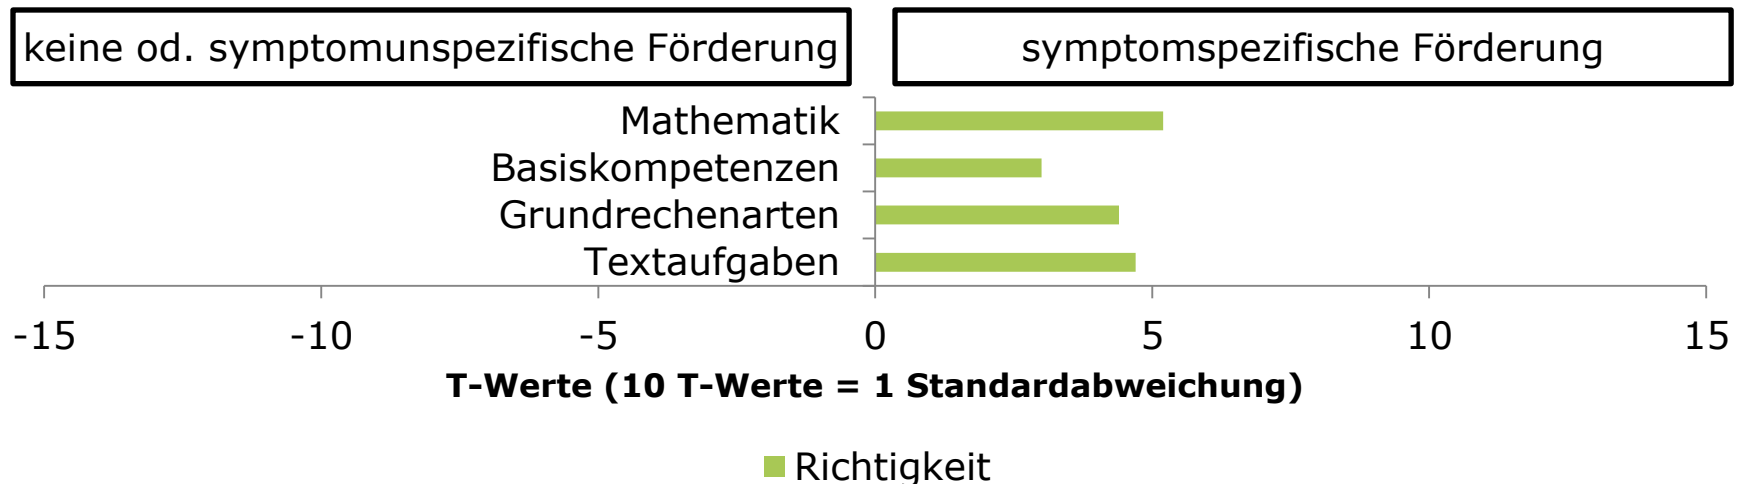 keine od. symptomunspezifische Förderung
symptomspezifische Förderung
Mathematik
Basiskompetenzen
Grundrechenarten
Textaufgaben
-15 -10 -5 0 5 10 15
T-Werte (10 T-Werte = 1 Standardabweichung)
Richtigkeit